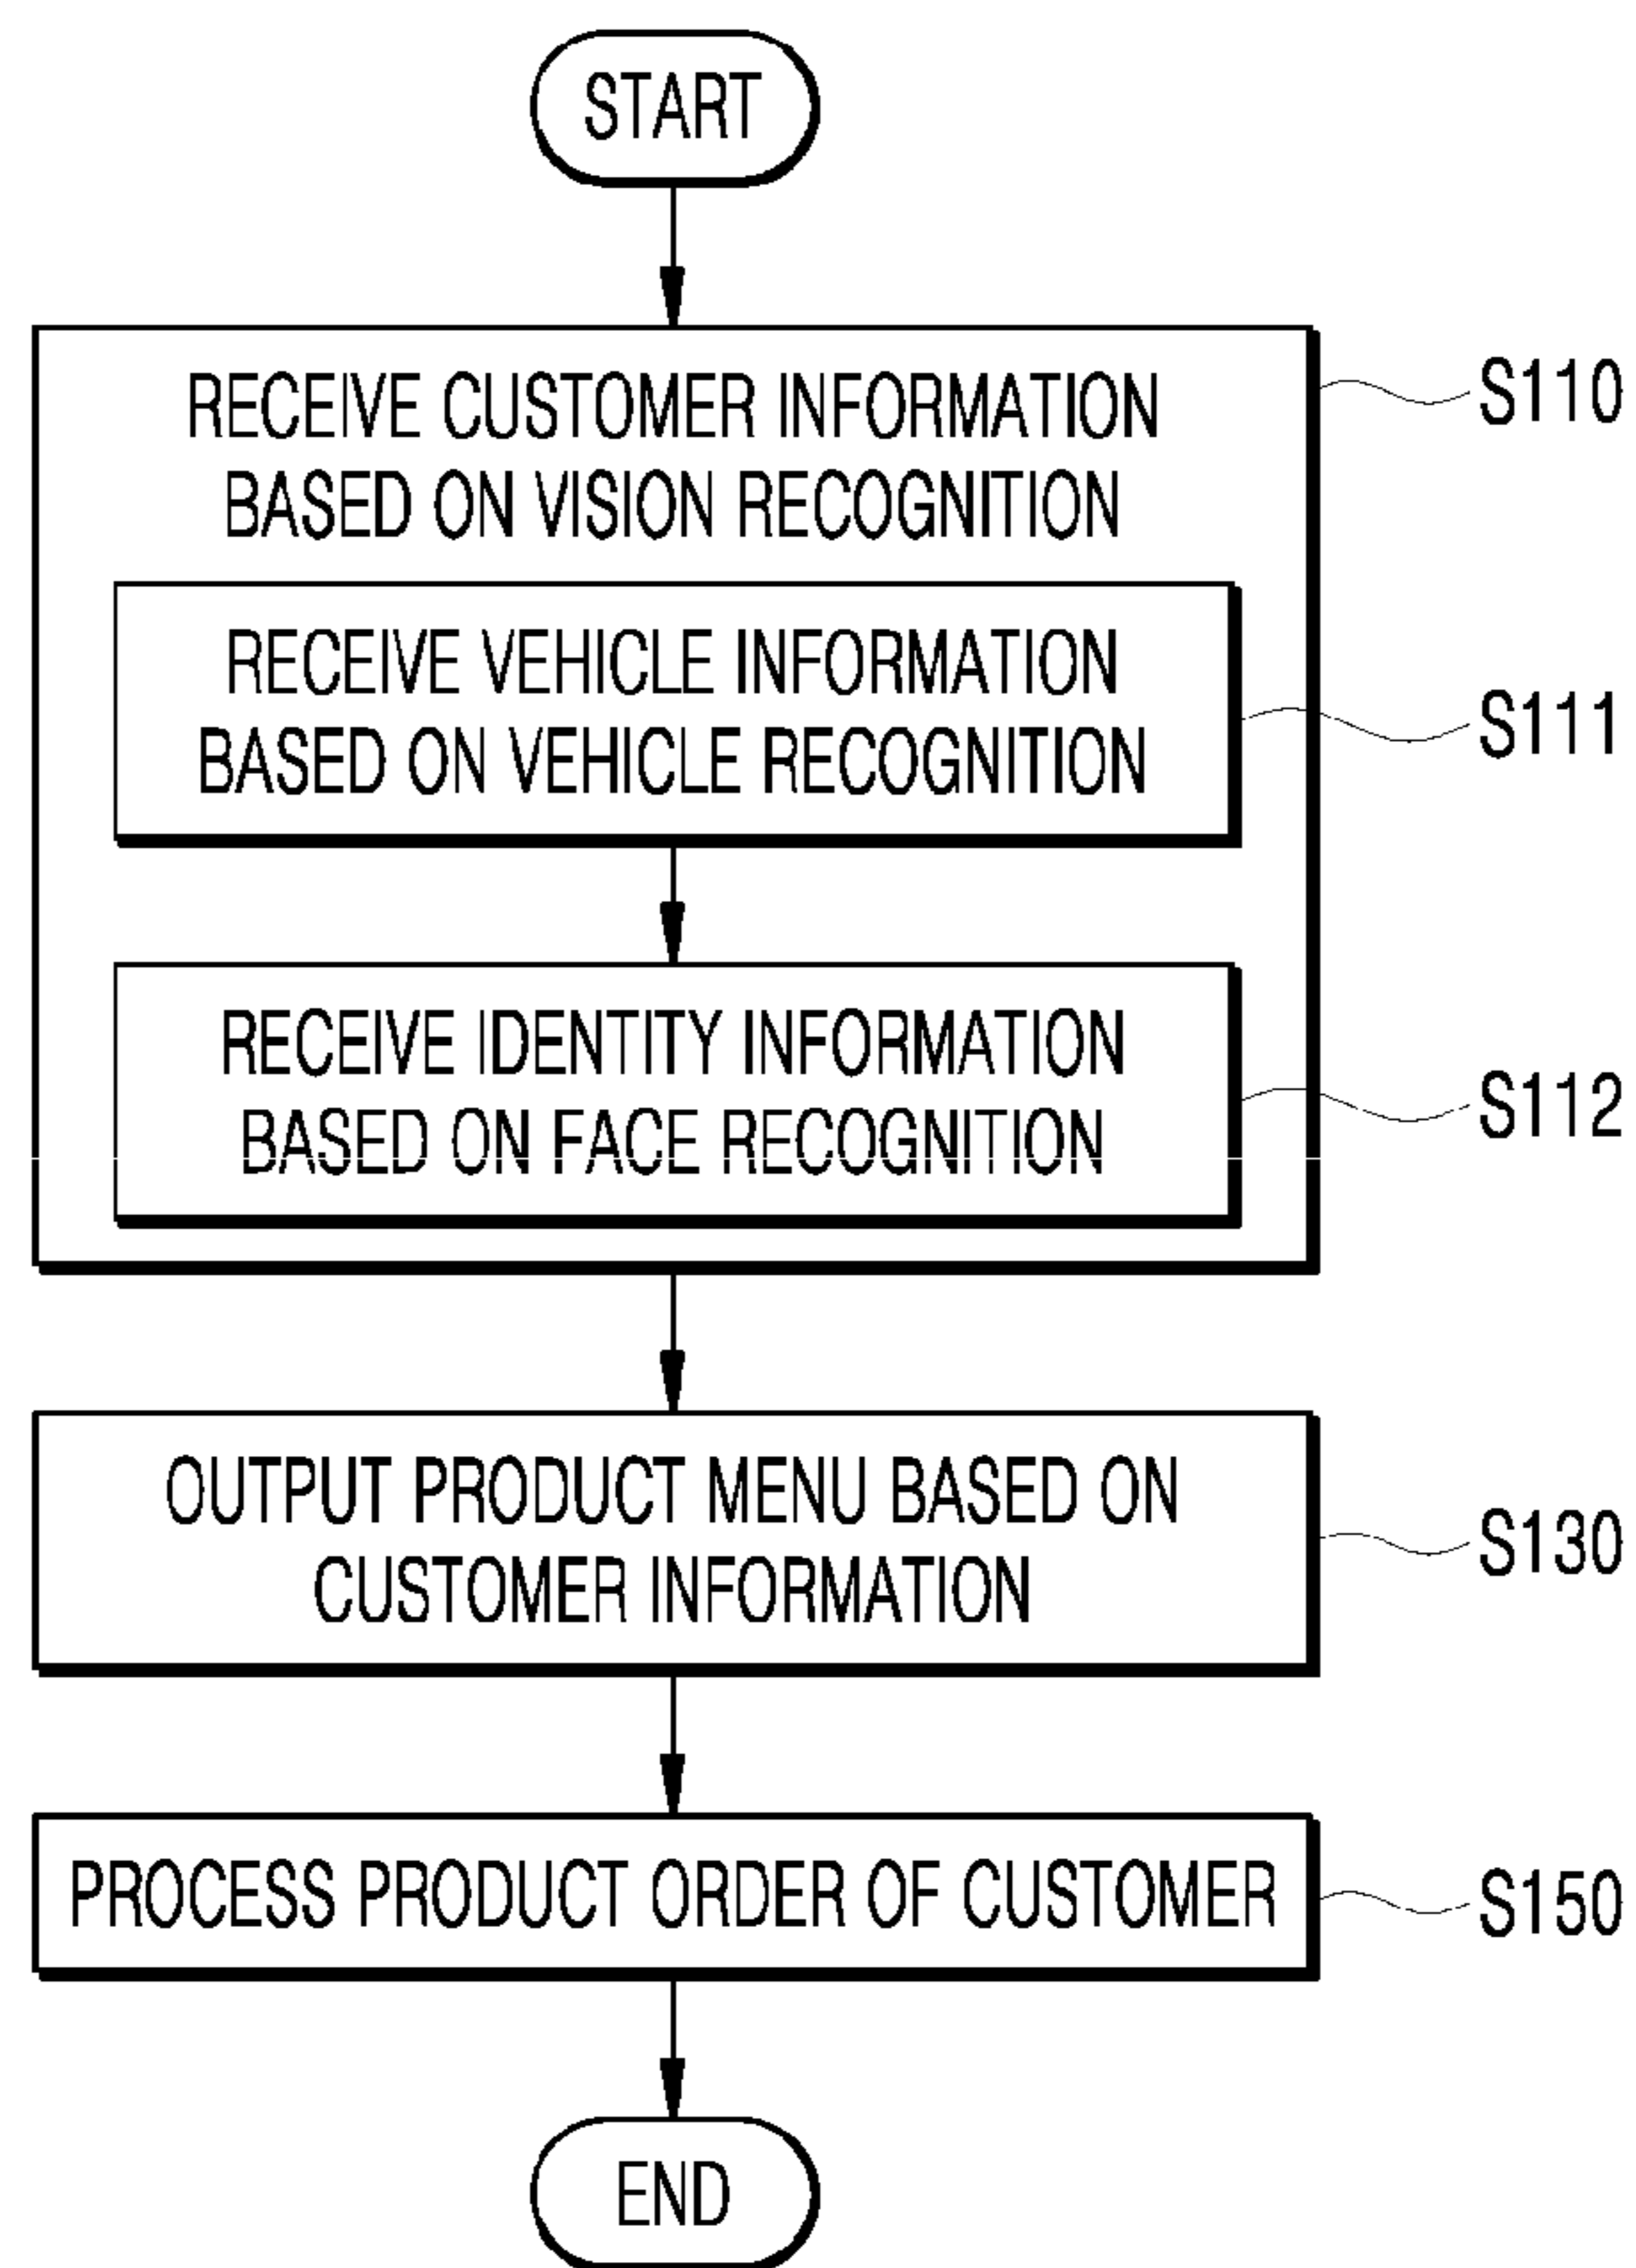 START
RECEIVE CUSTOMER INFORMATION
BASED ON VISION RECOGNITION
S110
RECEIVE VEHICLE INFORMATION
BASED ON VEHICLE RECOGNITION
S111
RECEIVE IDENTITY INFORMATION
BASED ON FACE RECOGNITION
S112
OUTPUT PRODUCT MENU BASED ON
CUSTOMER INFORMATION
S130
PROCESS PRODUCT ORDER OF CUSTOMER
S150
END